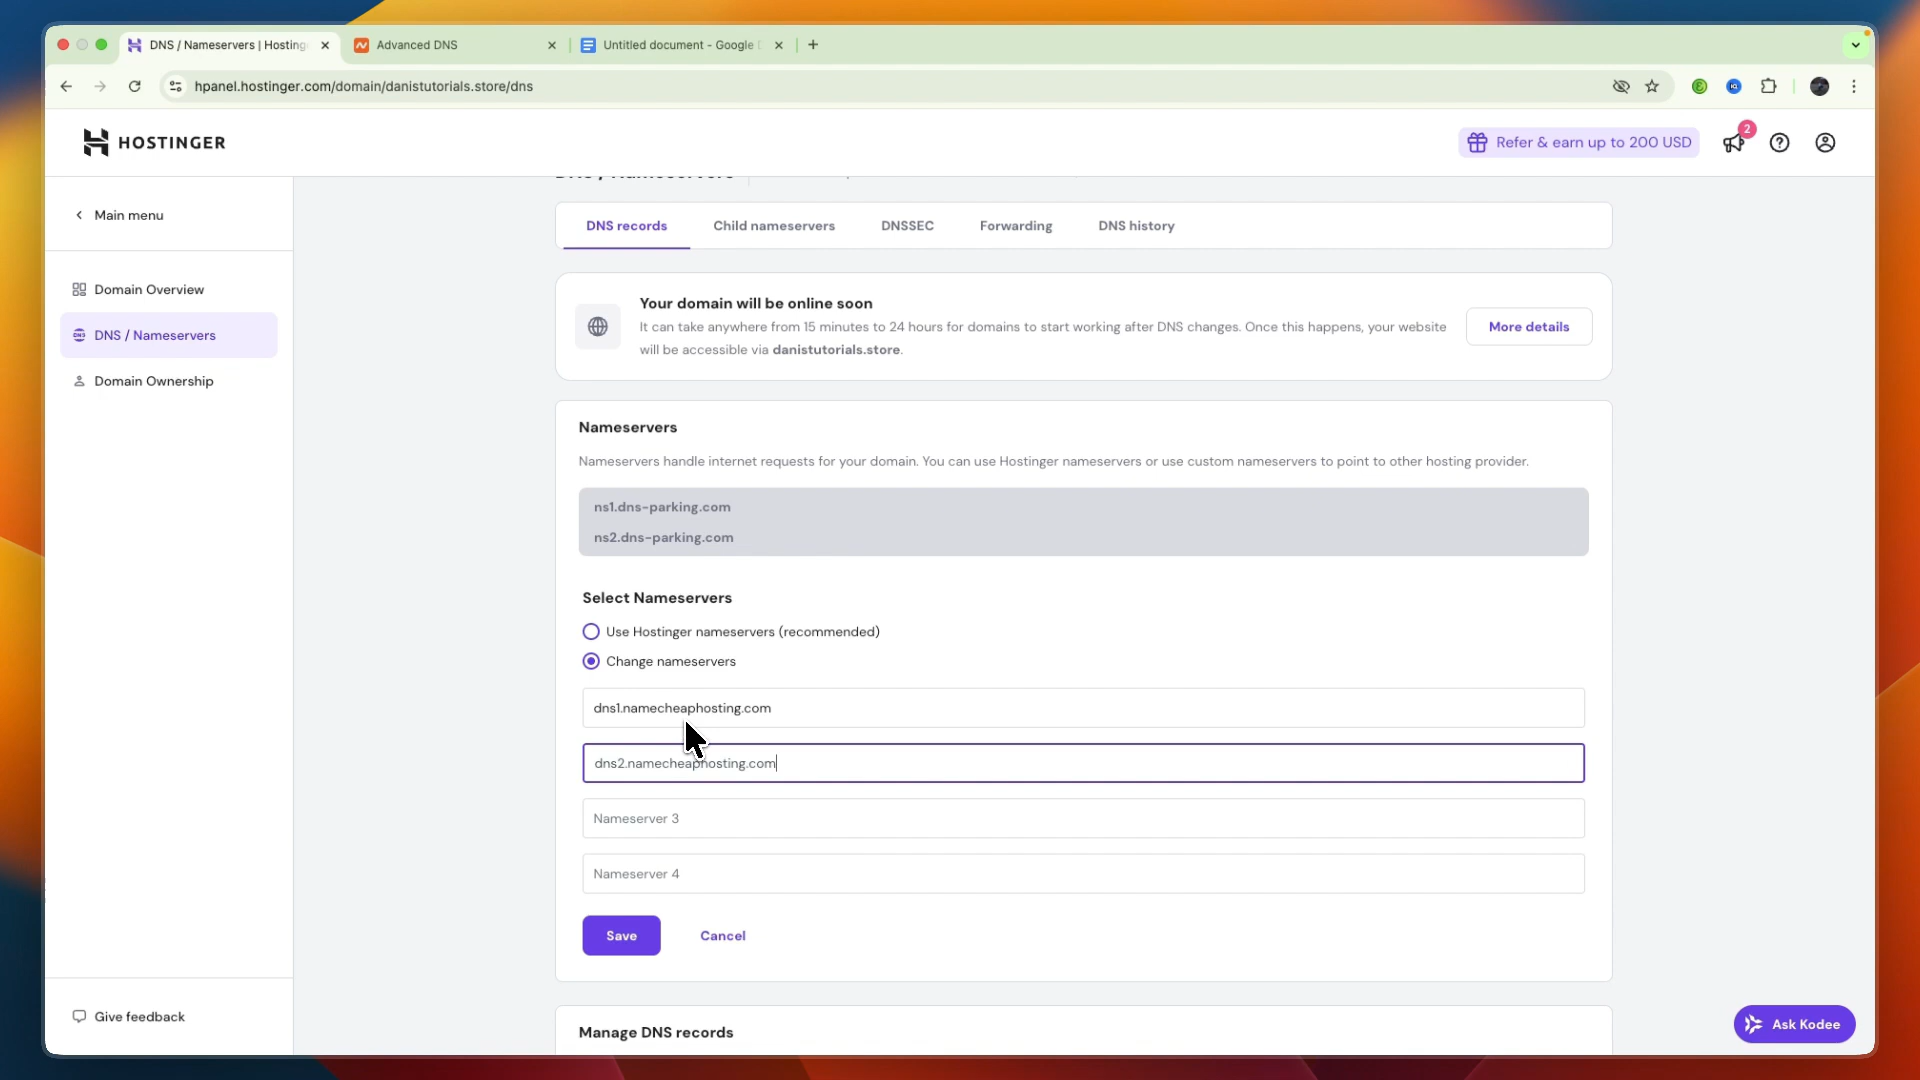 DNS / Nameservers | Hosting
Advanced DNS
Untitled document - Google D
hpanel.hostinger.com/domain/danistutorials.store/dns
HOSTINGER
Refer & earn up to 200 USD
2
Main menu
DNS / Nameservers
DNS records
Child nameservers
DNSSEC
Forwarding
DNS history
Domain Overview
DNS / Nameservers
Domain Ownership
Your domain will be online soon
It can take anywhere from 15 minutes to 24 hours for domains to start working after DNS changes. Once this happens, your website
will be accessible via danistutorials.store.
More details
Nameservers
Nameservers handle internet requests for your domain. You can use Hostinger nameservers or use custom nameservers to point to other hosting provider.
ns1.dns-parking.com
ns2.dns-parking.com
Select Nameservers
Use Hostinger nameservers (recommended)
Change nameservers
dns1.namecheaphosting.com
dns2.namecheaphosting.com
Nameserver 3
Nameserver 4
Save
Cancel
Manage DNS records
Give feedback
Ask Kodee